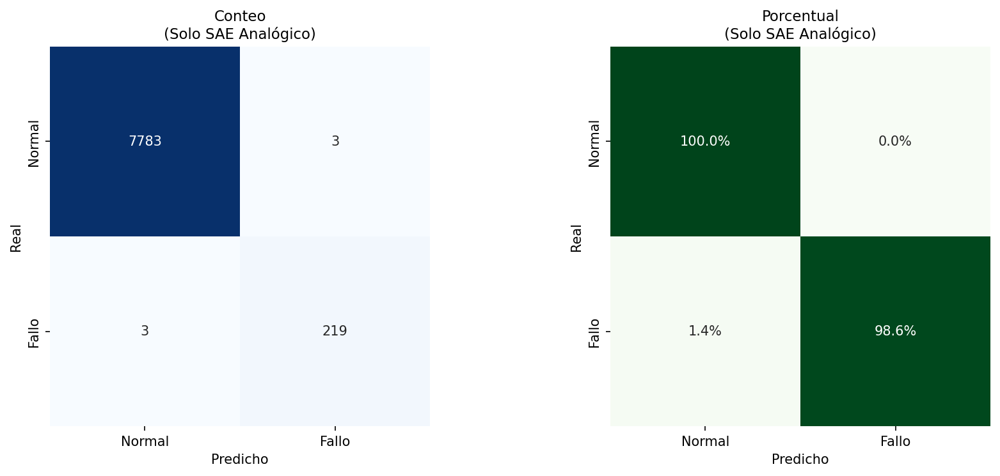 Conteo
(Solo SAE Analógico)
Real
Normal
Fallo
7783
3
3
219
Normal
Fallo
Predicho
Porcentual
(Solo SAE Analógico)
Real
Normal
Fallo
100.0%
0.0%
1.4%
98.6%
Normal
Fallo
Predicho